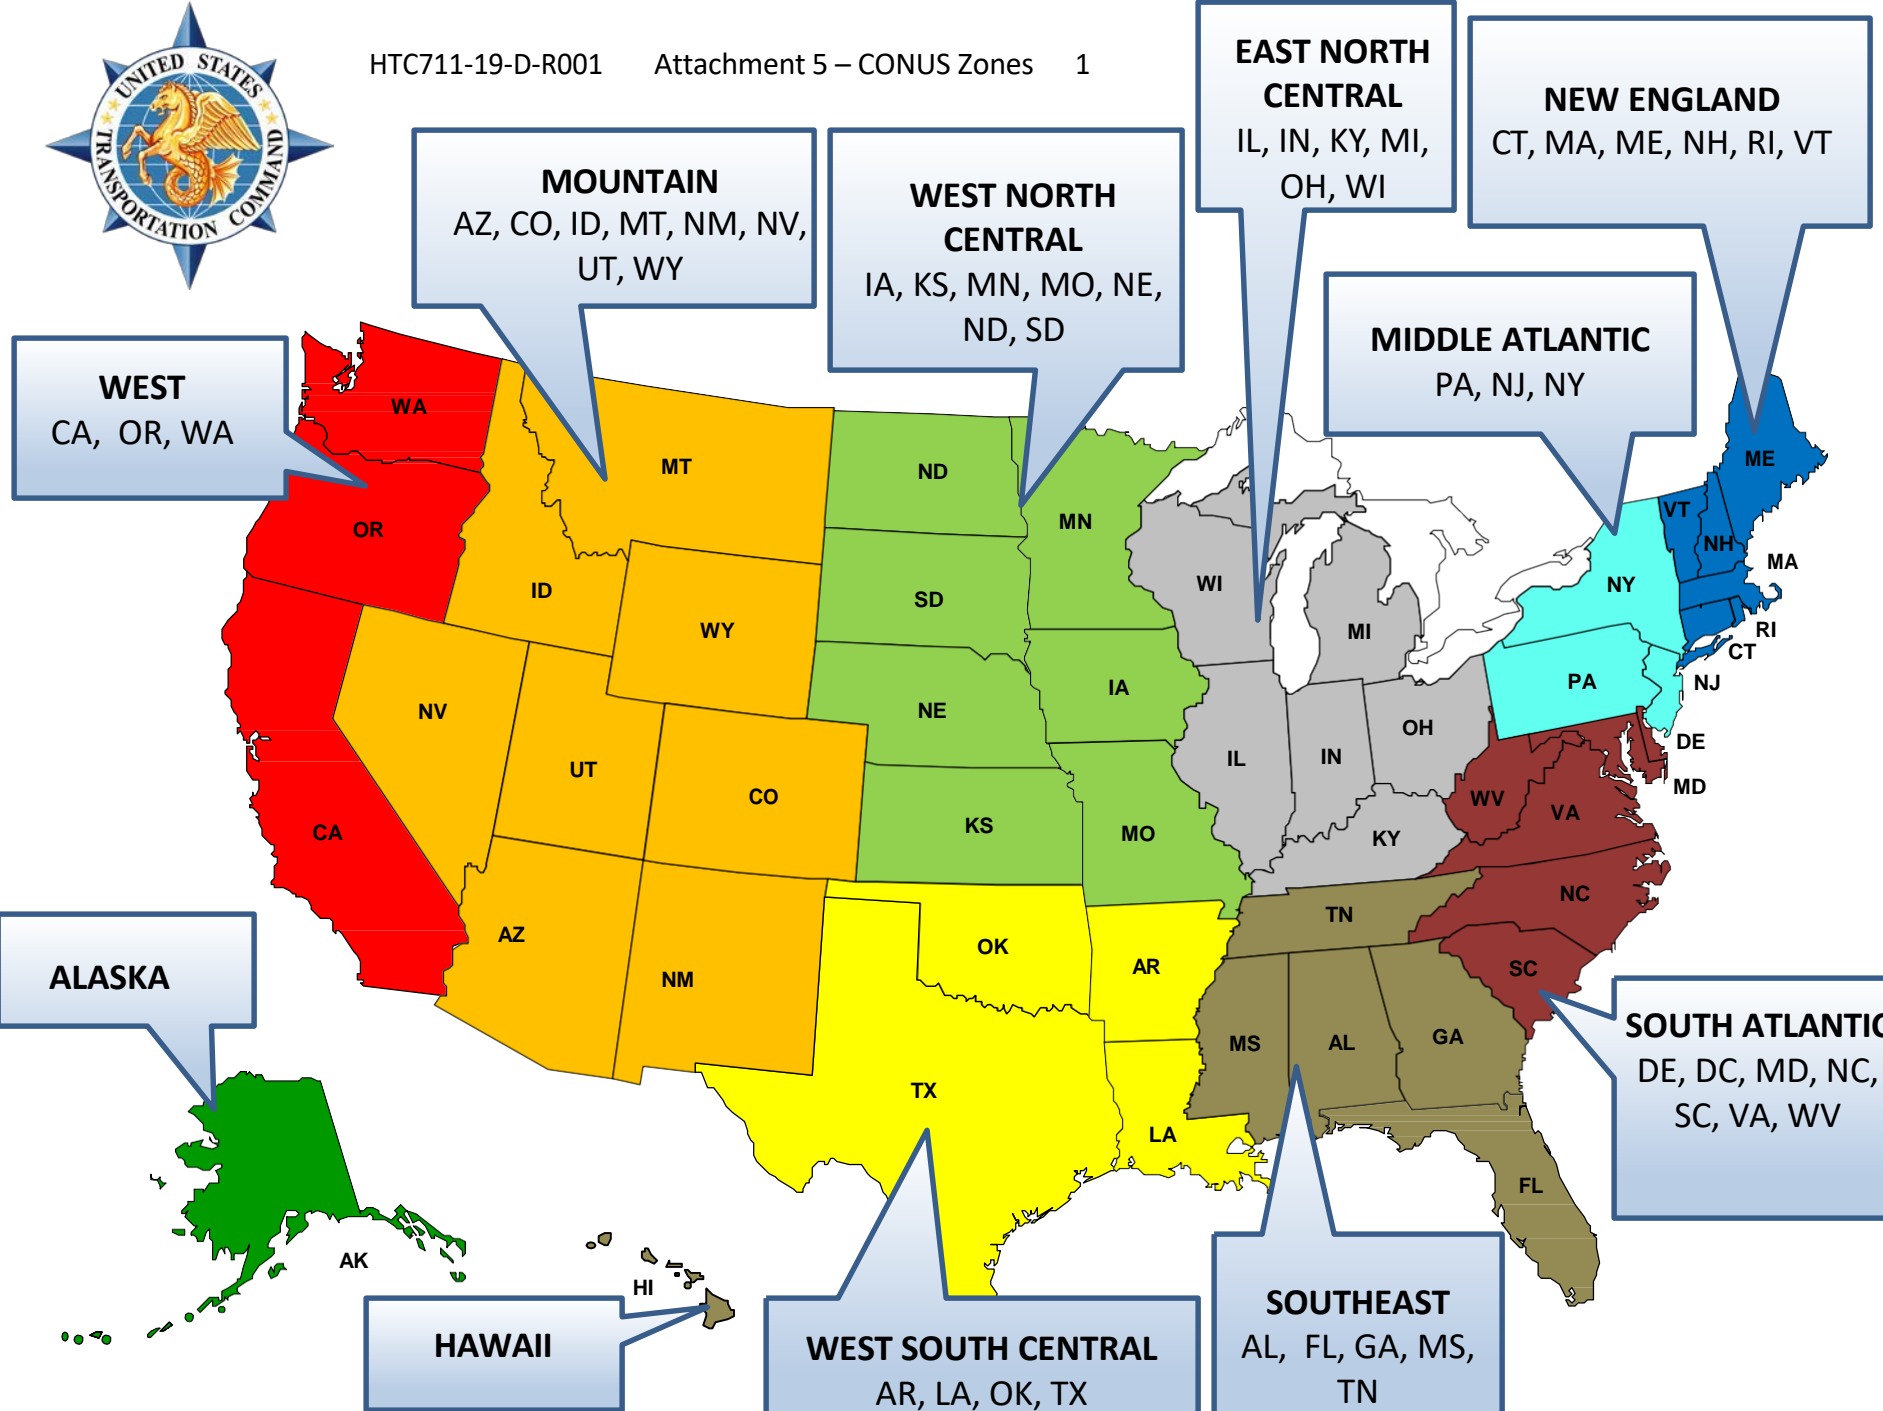 HTC711-19-D-R001 Attachment 5 – CONUS Zones 1
UNITED STATES
TRANSPORTATION COMMAND
EAST NORTH
CENTRAL
IL, IN, KY, MI,
OH, WI
NEW ENGLAND
CT, MA, ME, NH, RI, VT
MOUNTAIN
AZ, CO, ID, MT, NM, NV,
UT, WY
WEST NORTH
CENTRAL
IA, KS, MN, MO, NE,
ND, SD
MIDDLE ATLANTIC
PA, NJ, NY
WEST
CA, OR, WA
WA
MT
ND
ME
OR
MN
VT
NH
MA
ID
WI
NY
SD
WY
MI
RI
CT
NV
NE
IA
PA
NJ
OH
DE
UT
IL
IN
MD
CO
WV
VA
CA
KS
MO
KY
NC
AZ
OK
TN
AR
SC
NM
ALASKA
MS
AL
GA
SOUTH ATLANTIC
DE, DC, MD, NC,
SC, VA, WV
TX
LA
FL
AK
HI
HAWAII
WEST SOUTH CENTRAL
AR, LA, OK, TX
SOUTHEAST
AL, FL, GA, MS,
TN